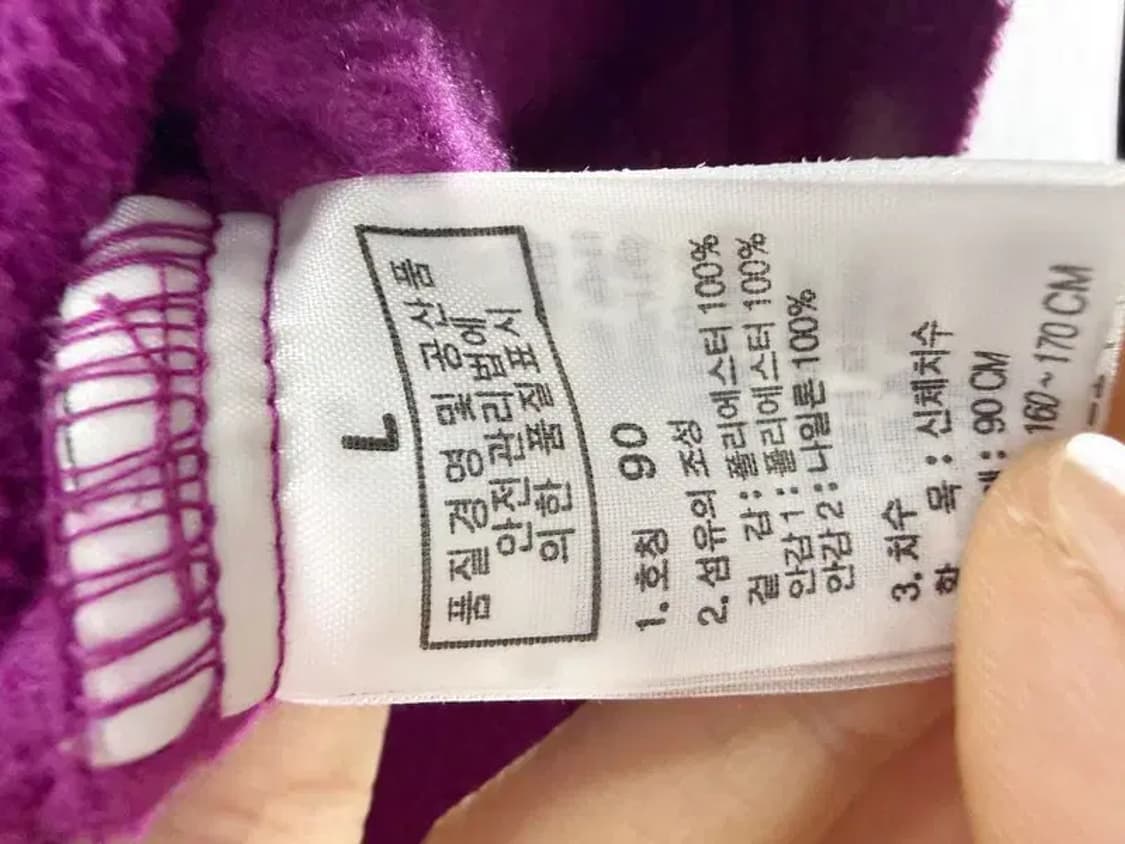 L
품질경영 및 공산품
안전관리법에
의한 품질표시
1. 호칭 90
2. 섬유의 조성
겉 감 : 폴리에스터 100%
안감 1 : 폴리에스터 100%
안감 2 : 나일론 100%
3. 치수
항 목 : 신체치수
: 90 CM
160~170 CM